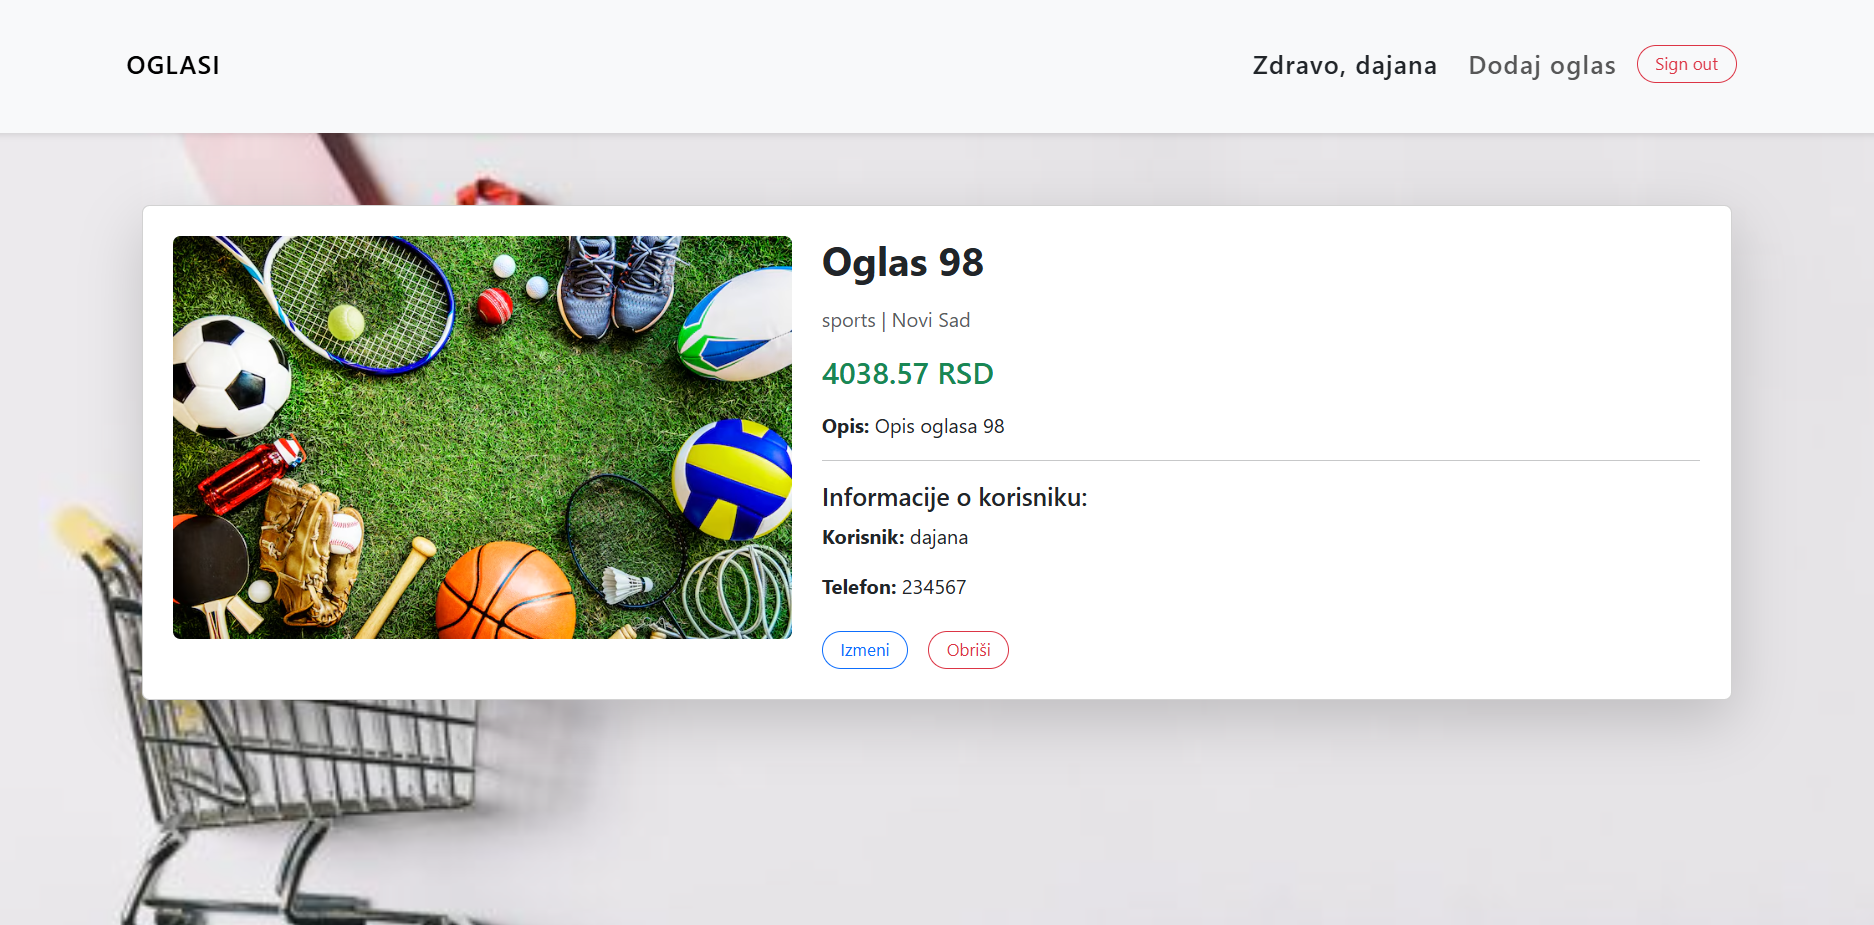 OGLASI
Zdravo, dajana
Dodaj oglas
Sign out
Oglas 98
sports | Novi Sad
4038.57 RSD
Opis: Opis oglasa 98
Informacije o korisniku:
Korisnik: dajana
Telefon: 234567
Izmeni
Obriši